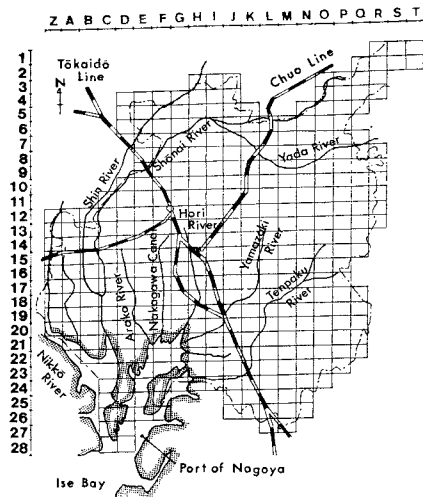 Z A B C D E F G H I J K L M N O P Q R S T
1
2
3
4
5
6
7
8
9
10
11
12
13
14
15
16
17
18
19
20
21
22
23
24
25
26
27
28
Tōkaidō
Line
N
Chuo Line
Shin River
Shōnai River
Yada River
Hori
River
Nakagawa Canal
Arako River
Yamazaki
River
Tenpaku
River
Nikkō
River
Port of Nagoya
Ise Bay